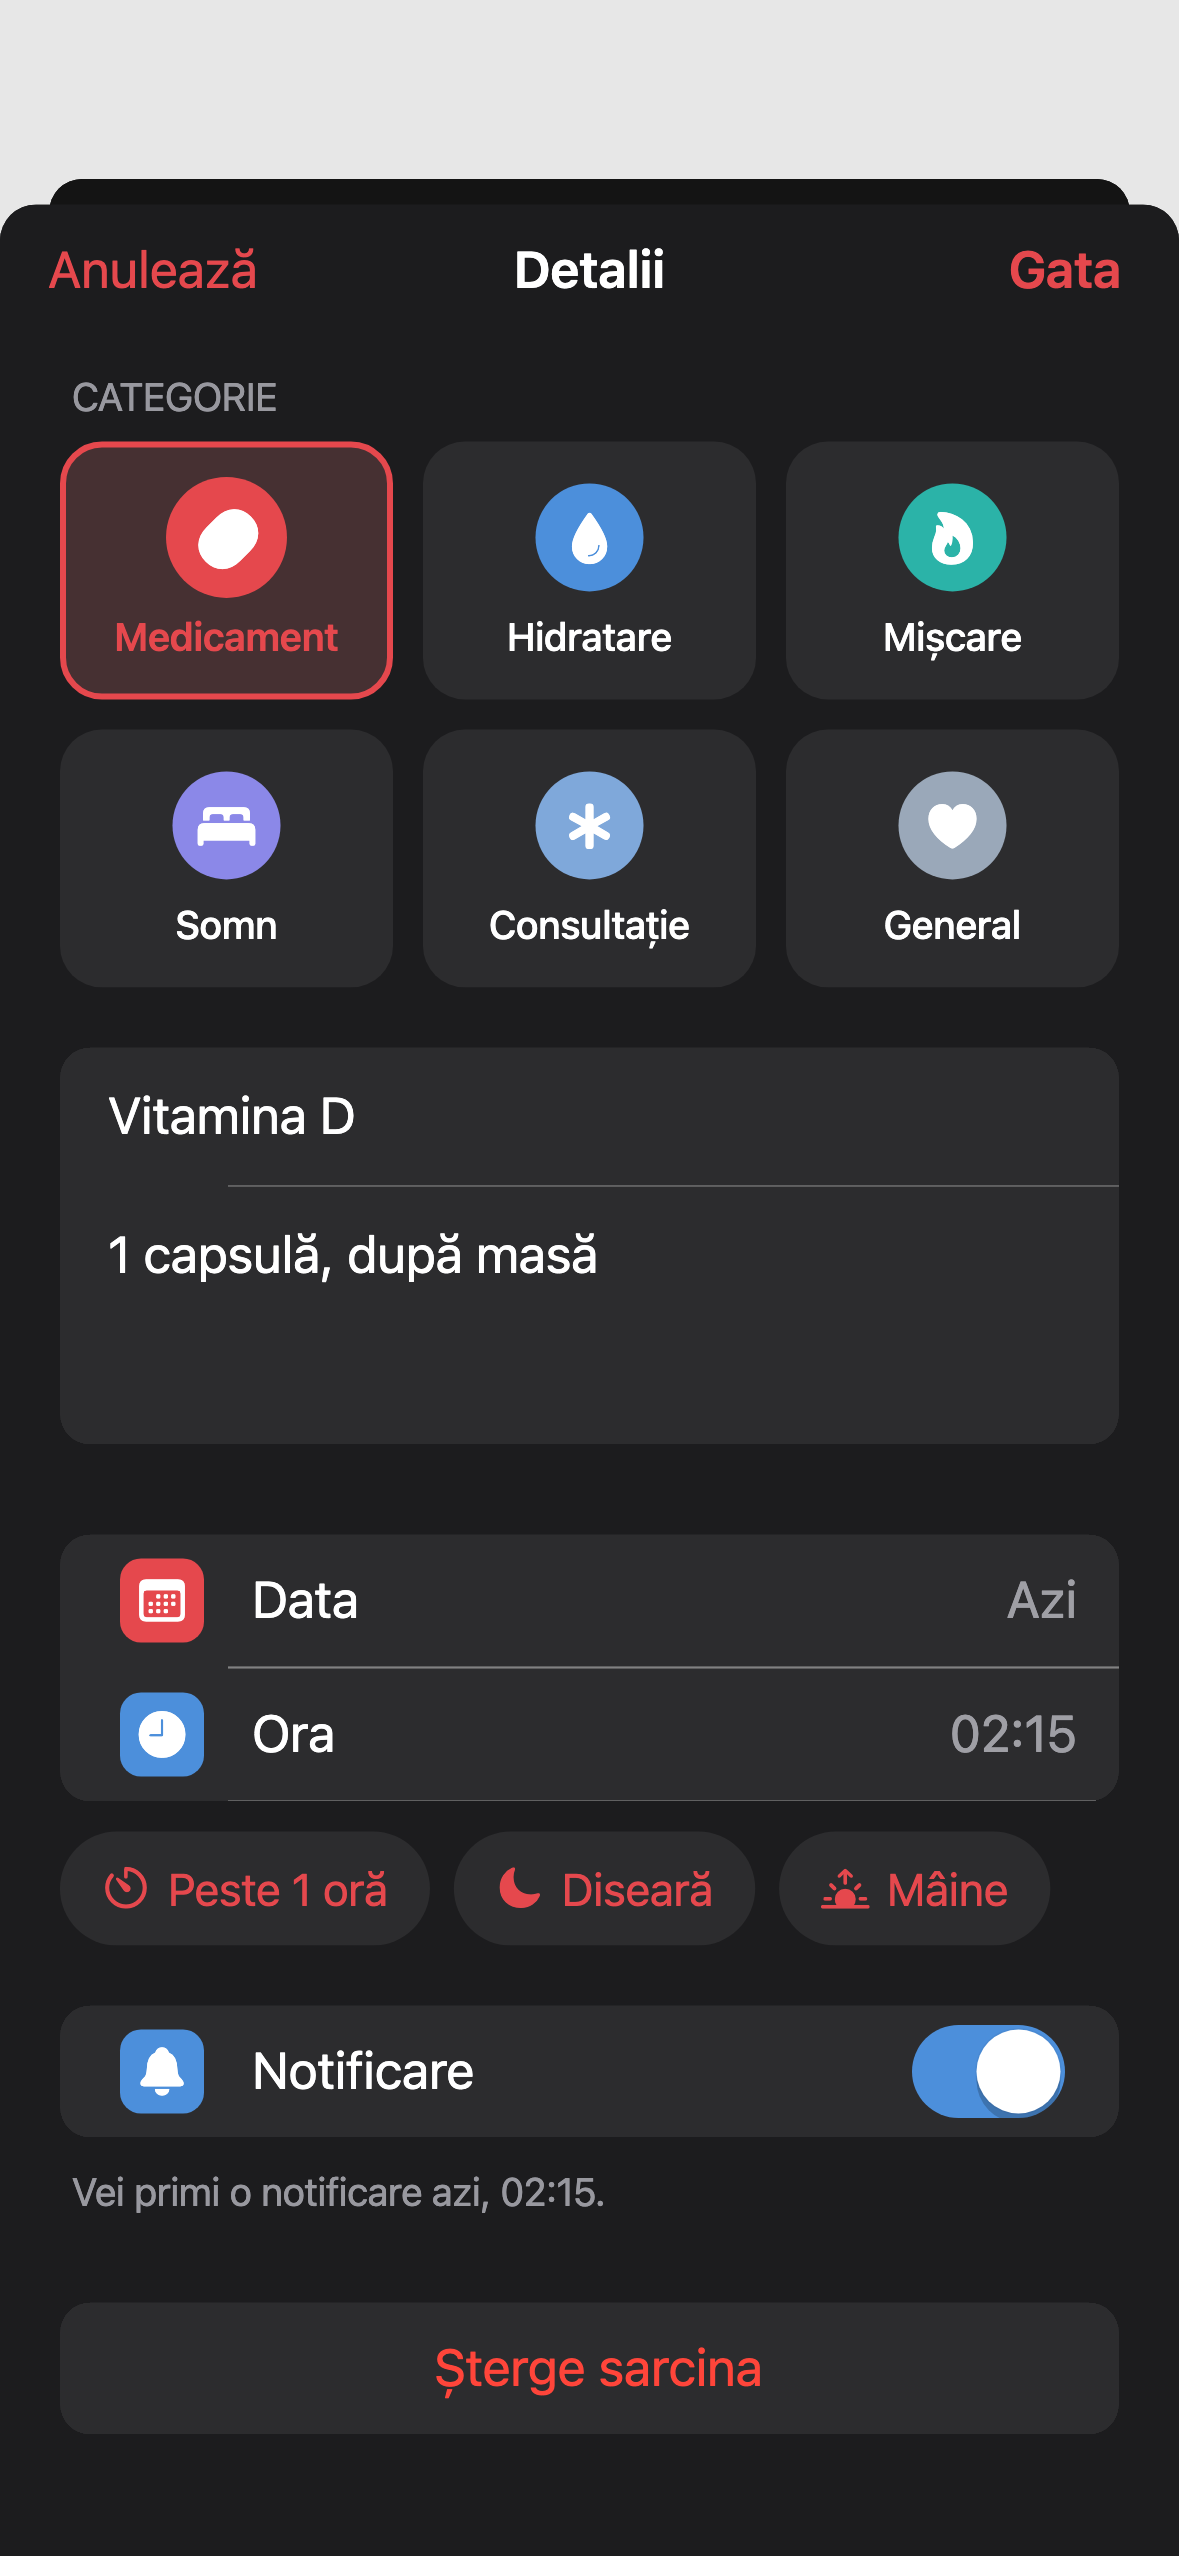 Anulează
Detalii
Gata
CATEGORIE
Medicament
Hidratare
Mișcare
Somn
Consultație
General
Vitamina D
1 capsulă, după masă
Data
Azi
Ora
02:15
Peste 1 oră
Diseară
Mâine
Notificare
Vei primi o notificare azi, 02:15.
Șterge sarcina